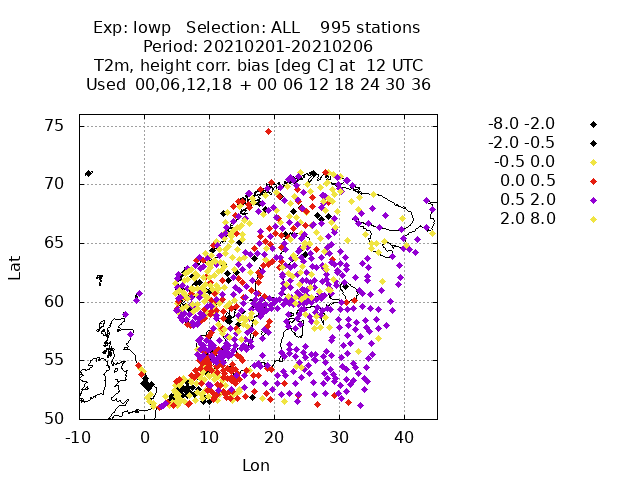 Exp: lowp   Selection: ALL    995 stations
Period: 20210201-20210206
T2m, height corr. bias [deg C] at  12 UTC
Used  00,06,12,18  + 00 06 12 18 24 30 36
75
70
65
60
55
50
Lat
-10 0 10 20 30 40
Lon
-8.0 -2.0
-2.0 -0.5
-0.5 0.0
0.0 0.5
0.5 2.0
2.0 8.0